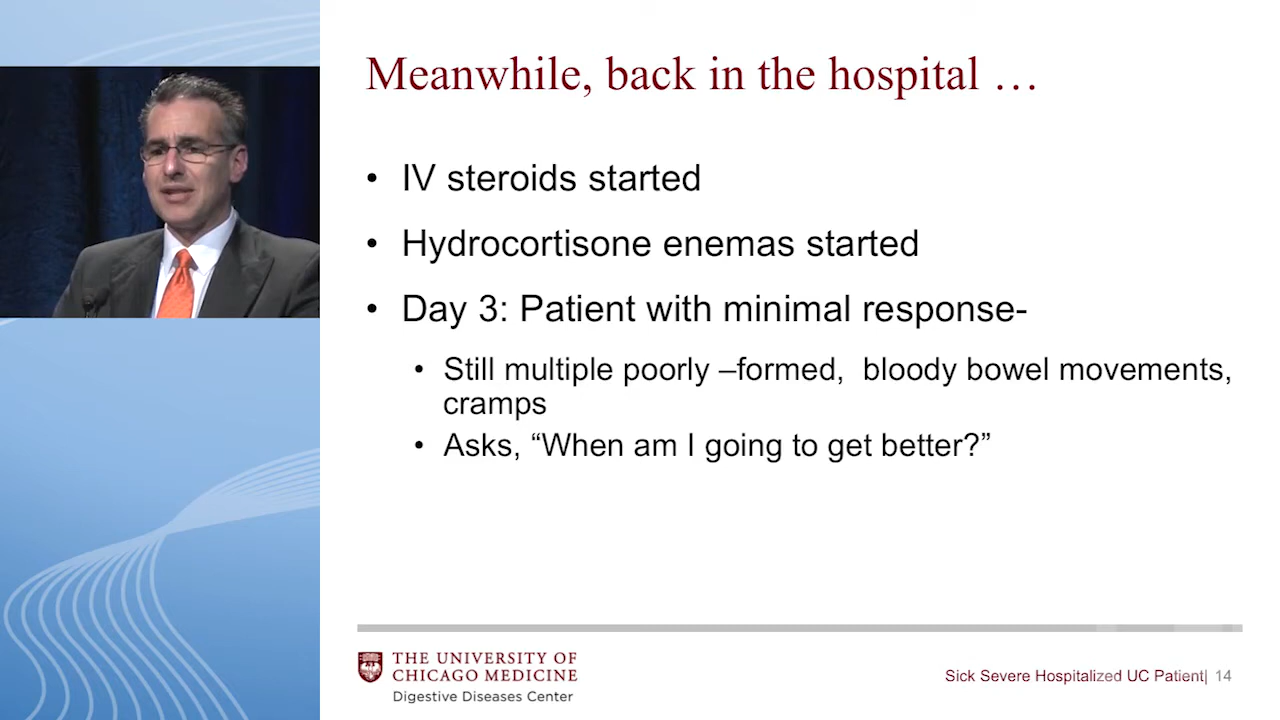 Meanwhile, back in the hospital …
• IV steroids started
• Hydrocortisone enemas started
• Day 3: Patient with minimal response-
• Still multiple poorly –formed, bloody bowel movements,
cramps
• Asks, “When am I going to get better?”
THE UNIVERSITY OF
CHICAGO MEDICINE
Digestive Diseases Center
Sick Severe Hospitalized UC Patient| 14